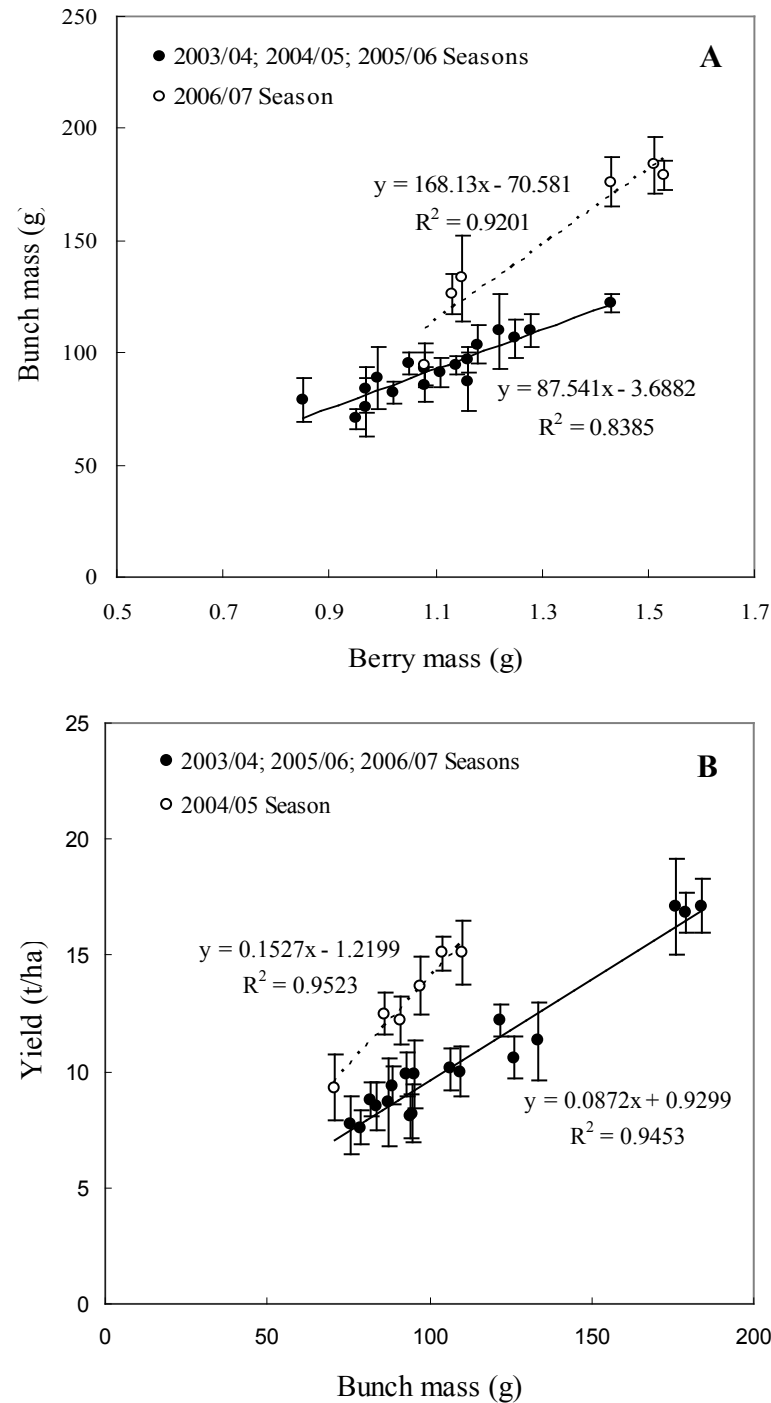 250
200
150
100
50
0
Bunch mass (g)
2003/04; 2004/05; 2005/06 Seasons
2006/07 Season
A
y = 168.13x - 70.581
R² = 0.9201
y = 87.541x - 3.6882
R² = 0.8385
0.5 0.7 0.9 1.1 1.3 1.5 1.7
Berry mass (g)
25
20
15
10
5
0
Yield (t/ha)
2003/04; 2005/06; 2006/07 Seasons
2004/05 Season
B
y = 0.1527x - 1.2199
R² = 0.9523
y = 0.0872x + 0.9299
R² = 0.9453
0 50 100 150 200
Bunch mass (g)